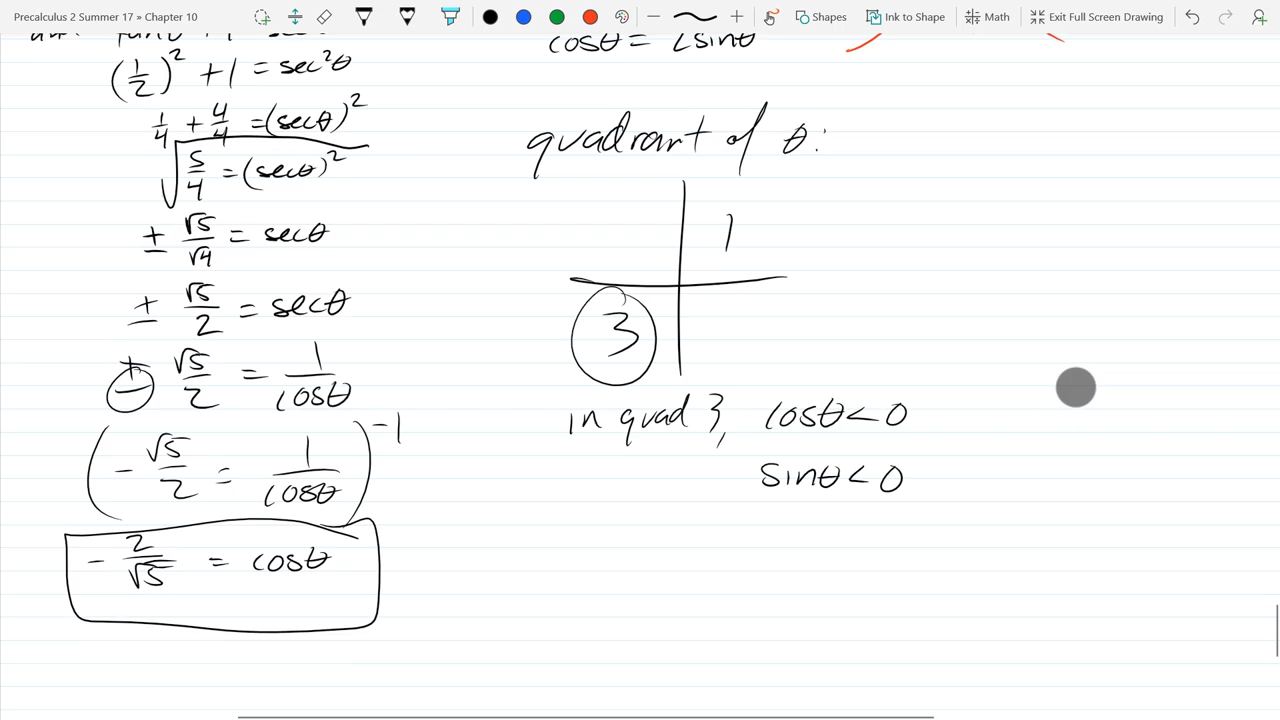 Precalculus 2 Summer 17 » Chapter 10
Shapes
Ink to Shape
Math
Exit Full Screen Drawing
(1/2)² + 1 = sec²θ
1/4 + 4/4 = (secθ)²
√ 5/4 = (secθ)²
± √5/√4 = secθ
± √5/2 = secθ
± √5/2 = 1/cosθ
(- √5/2 = 1/cosθ)⁻¹
- 2/√5 = cosθ
cosθ = 2sinθ
quadrant of θ:
1
3
in quad 3, cosθ < 0
sinθ < 0